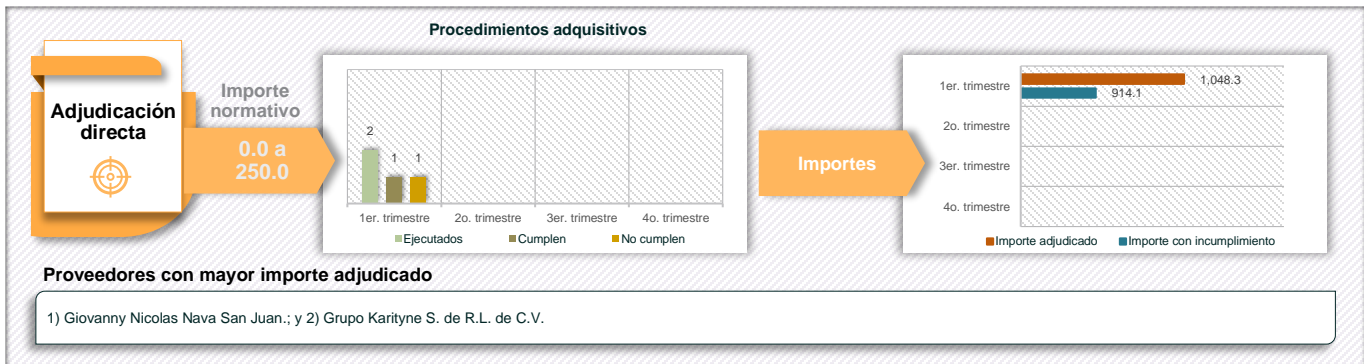 Procedimientos adquisitivos
Adjudicación
directa
Importe
normativo
0.0 a
250.0
2
1
1
1er. trimestre
2o. trimestre
3er. trimestre
4o. trimestre
Ejecutados
Cumplen
No cumplen
Importes
1er. trimestre
2o. trimestre
3er. trimestre
4o. trimestre
1,048.3
914.1
Importe adjudicado
Importe con incumplimiento
Proveedores con mayor importe adjudicado
1) Giovanny Nicolas Nava San Juan.; y 2) Grupo Karityne S. de R.L. de C.V.